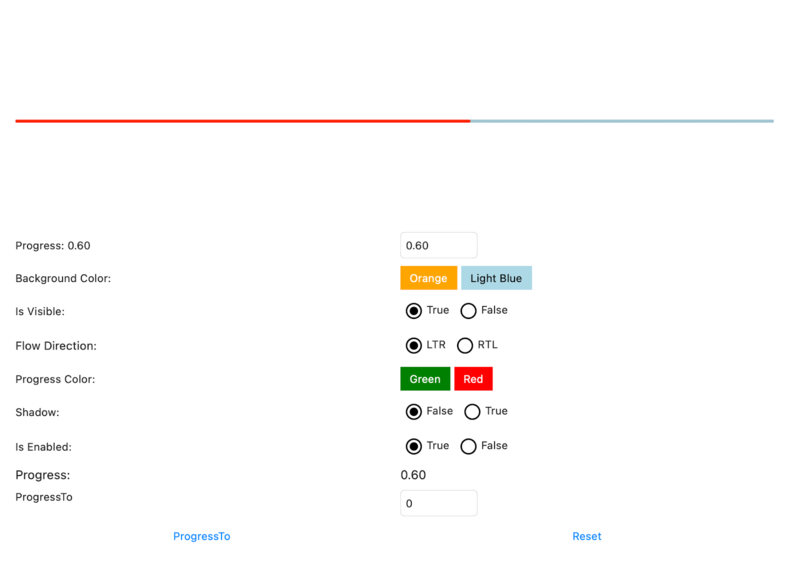 Progress: 0.60 0.60
Background Color: Orange Light Blue
Is Visible: True False
Flow Direction: LTR RTL
Progress Color: Green Red
Shadow: False True
Is Enabled: True False
Progress: 0.60
ProgressTo 0
ProgressTo Reset